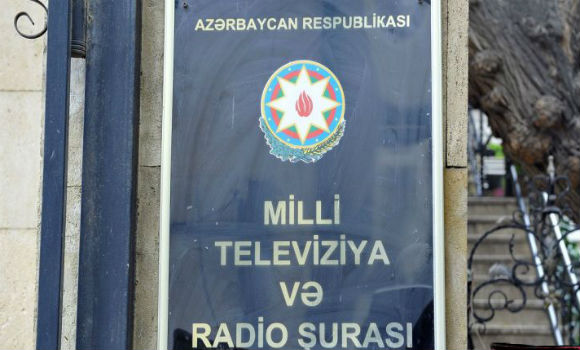 AZƏRBAYCAN RESPUBLİKASI
MİLLİ
TELEVİZİYA
VƏ
RADİO ŞURASI